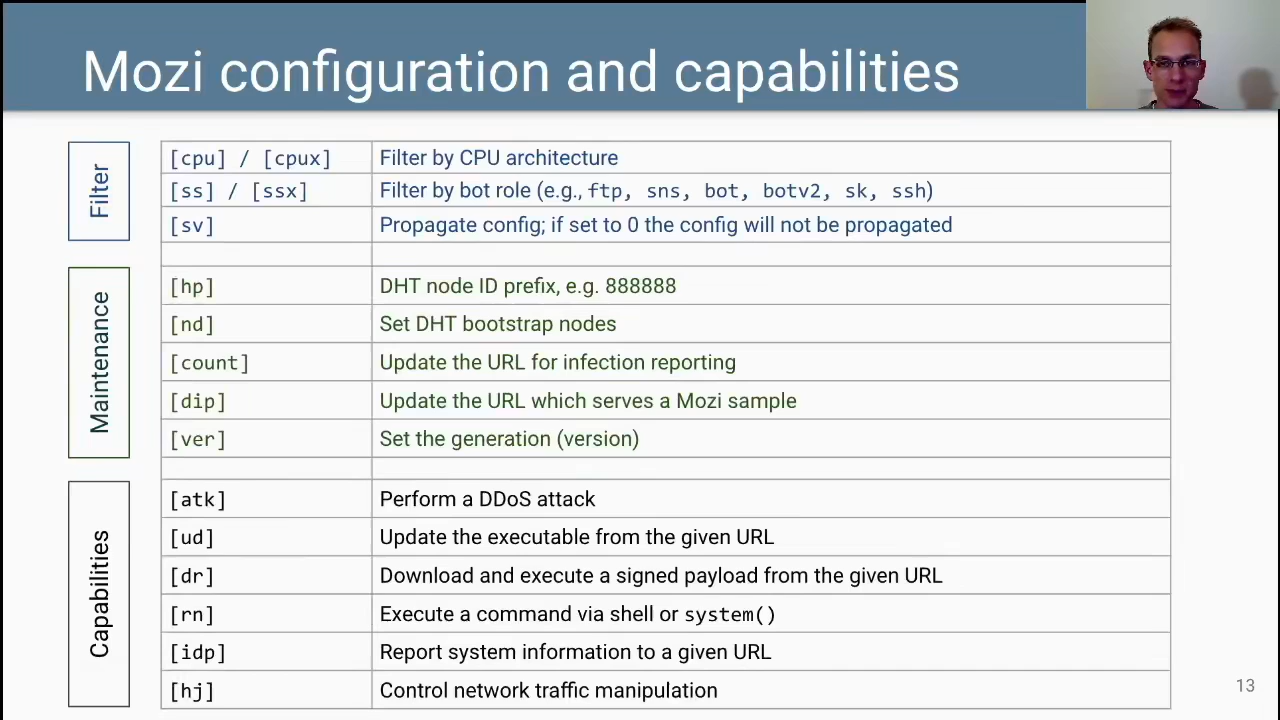 Mozi configuration and capabilities
Filter
[cpu] / [cpux] Filter by CPU architecture
[ss] / [ssx] Filter by bot role (e.g., ftp, sns, bot, botv2, sk, ssh)
[sv] Propagate config; if set to 0 the config will not be propagated
Maintenance
[hp] DHT node ID prefix, e.g. 888888
[nd] Set DHT bootstrap nodes
[count] Update the URL for infection reporting
[dip] Update the URL which serves a Mozi sample
[ver] Set the generation (version)
Capabilities
[atk] Perform a DDoS attack
[ud] Update the executable from the given URL
[dr] Download and execute a signed payload from the given URL
[rn] Execute a command via shell or system()
[idp] Report system information to a given URL
[hj] Control network traffic manipulation
13